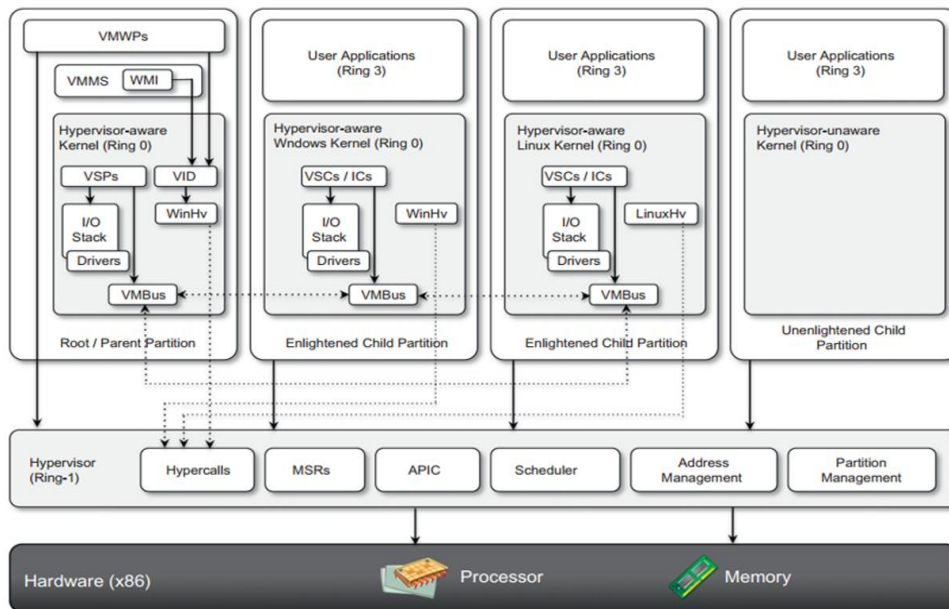 VMWPs
VMMS
WMI
Hypervisor-aware
Kernel (Ring 0)
VSPs
VID
I/O
Stack
WinHv
Drivers
VMBus
Root / Parent Partition
User Applications
(Ring 3)
Hypervisor-aware
Wndows Kernel (Ring 0)
VSCs / ICs
I/O
Stack
WinHv
Drivers
VMBus
Enlightened Child Partition
User Applications
(Ring 3)
Hypervisor-aware
Linux Kernel (Ring 0)
VSCs / ICs
I/O
Stack
LinuxHv
Drivers
VMBus
Enlightened Child Partition
User Applications
(Ring 3)
Hypervisor-unaware
Kernel (Ring 0)
Unenlightened Child
Partition
Hypervisor
(Ring-1)
Hypercalls
MSRs
APIC
Scheduler
Address
Management
Partition
Management
Hardware (x86)
Processor
Memory